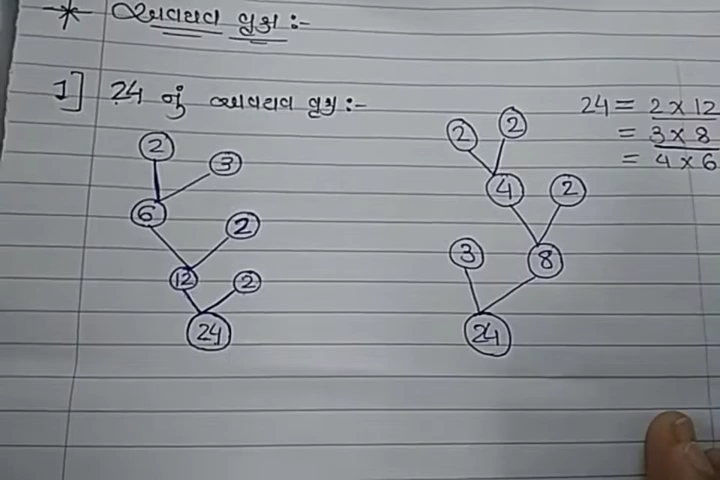 * અવયવ વૃક્ષ :-
1] 24 નું અવયવ વૃક્ષ :-
24 = 2 x 12
= 3 x 8
= 4 x 6
2 3
6 2
12 2
24
2 2
4 2
3 8
24